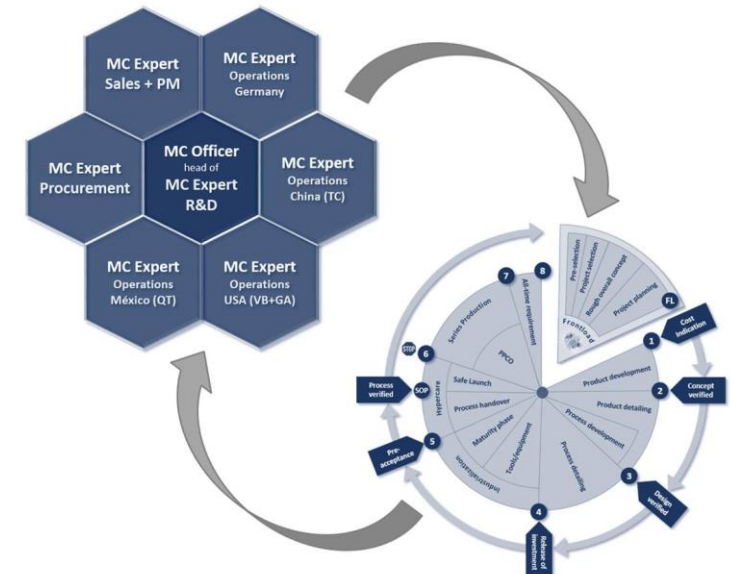 MC Expert
Sales + PM
MC Expert
Operations
Germany
MC Expert
Procurement
MC Officer
head of
MC Expert
R&D
MC Expert
Operations
China (TC)
MC Expert
Operations
México (QT)
MC Expert
Operations
USA (VB+GA)
Pre-selection
Project selection
Rough overall concept
Project planning
Frontload
FL
1
Cost
indication
Product development
2
Concept
verified
Product detailing
Process development
3
Design
verified
Process detailing
4
Release of
investment
Tools/equipment
Industrialization
Maturity phase
5
Pre-
acceptance
Process handover
Safe Launch
Hypercare
SOP
Process
verified
6
STOP
Series Production
PPCO
7
All-time requirement
8